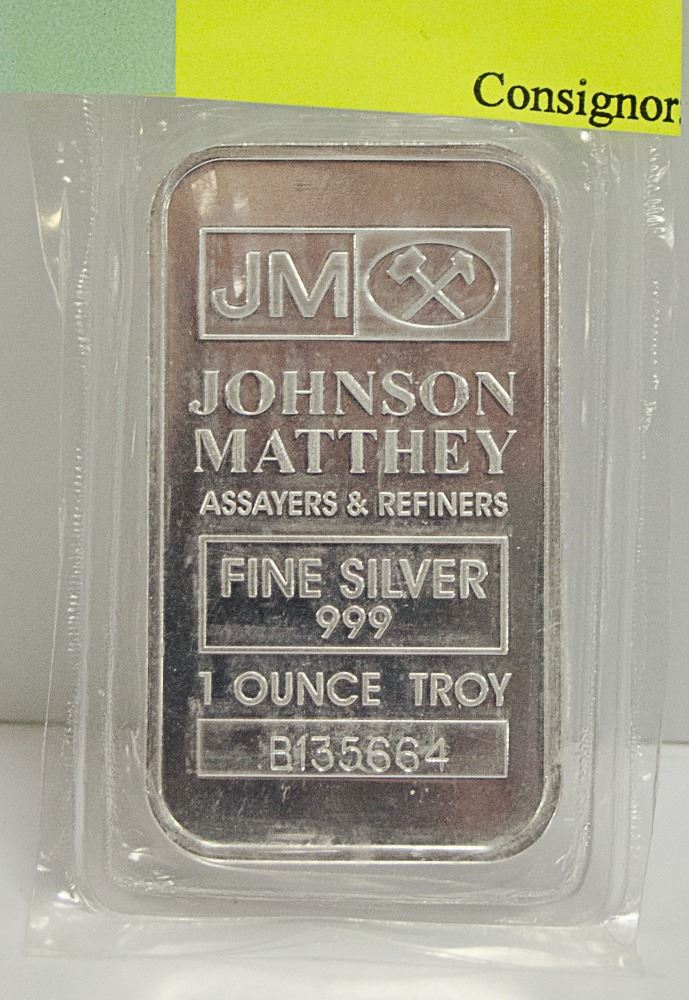 Consignor
JM
JOHNSON
MATTHEY
ASSAYERS & REFINERS
FINE SILVER
999
1 OUNCE TROY
B135664